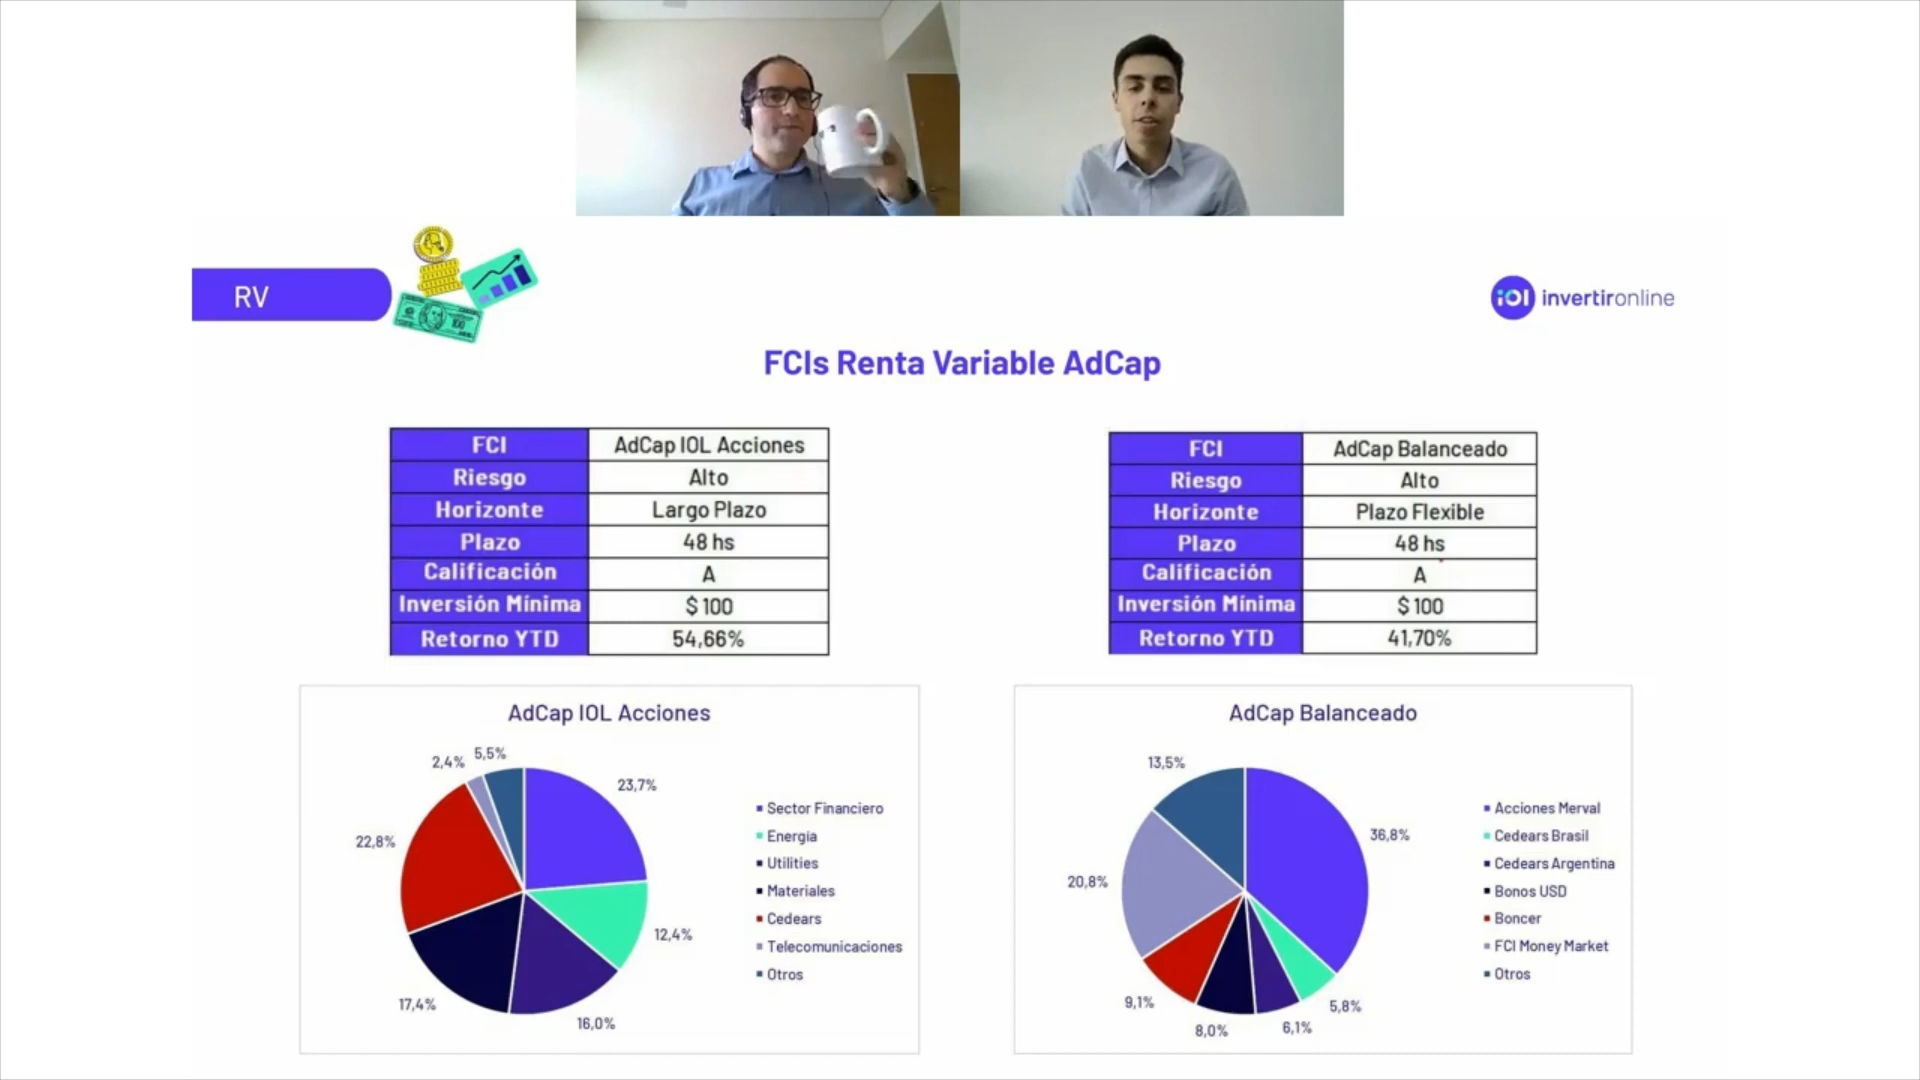 RV
iOl invertironline
FCIs Renta Variable AdCap
FCI AdCap IOL Acciones
Riesgo Alto
Horizonte Largo Plazo
Plazo 48 hs
Calificación A
Inversión Mínima $ 100
Retorno YTD 54,66%
FCI AdCap Balanceado
Riesgo Alto
Horizonte Plazo Flexible
Plazo 48 hs
Calificación A
Inversión Mínima $ 100
Retorno YTD 41,70%
AdCap IOL Acciones
2,4%
5,5%
23,7%
22,8%
12,4%
17,4%
16,0%
Sector Financiero
Energía
Utilities
Materiales
Cedears
Telecomunicaciones
Otros
AdCap Balanceado
13,5%
36,8%
20,8%
9,1%
8,0%
6,1%
5,8%
Acciones Merval
Cedears Brasil
Cedears Argentina
Bonos USD
Boncer
FCI Money Market
Otros
100